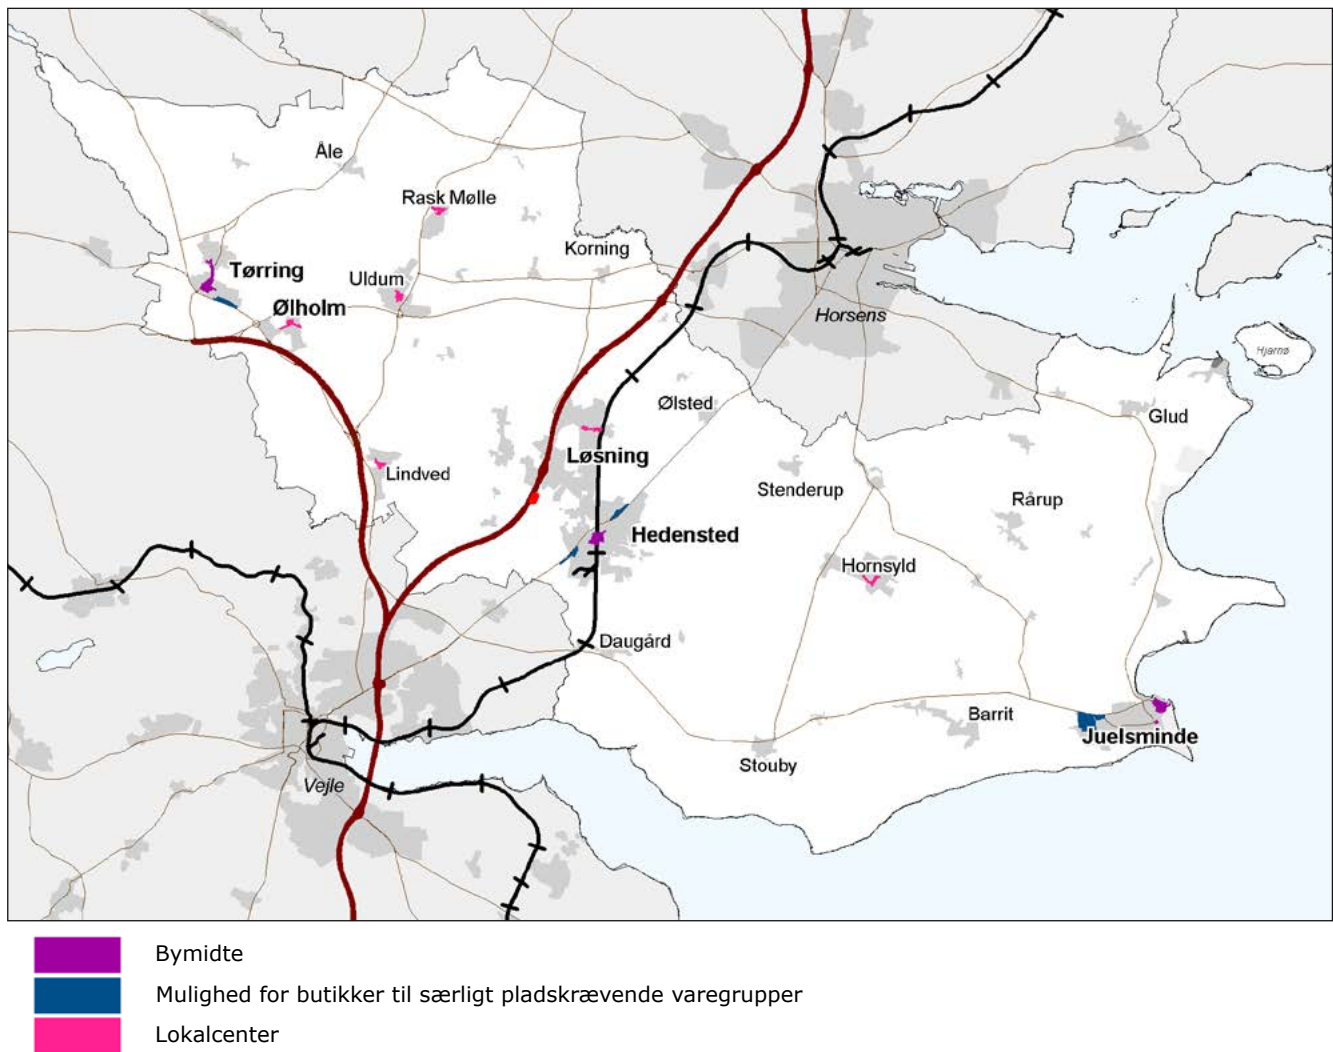 Åle
Rask Mølle
Korning
Tørring
Uldum
Ølholm
Horsens
Hjarnø
Ølsted
Glud
Løsning
Lindved
Stenderup
Rårup
Hedensted
Hornsyld
Daugård
Barrit
Juelsminde
Stouby
Vejle
Bymidte
Mulighed for butikker til særligt pladskrævende varegrupper
Lokalcenter